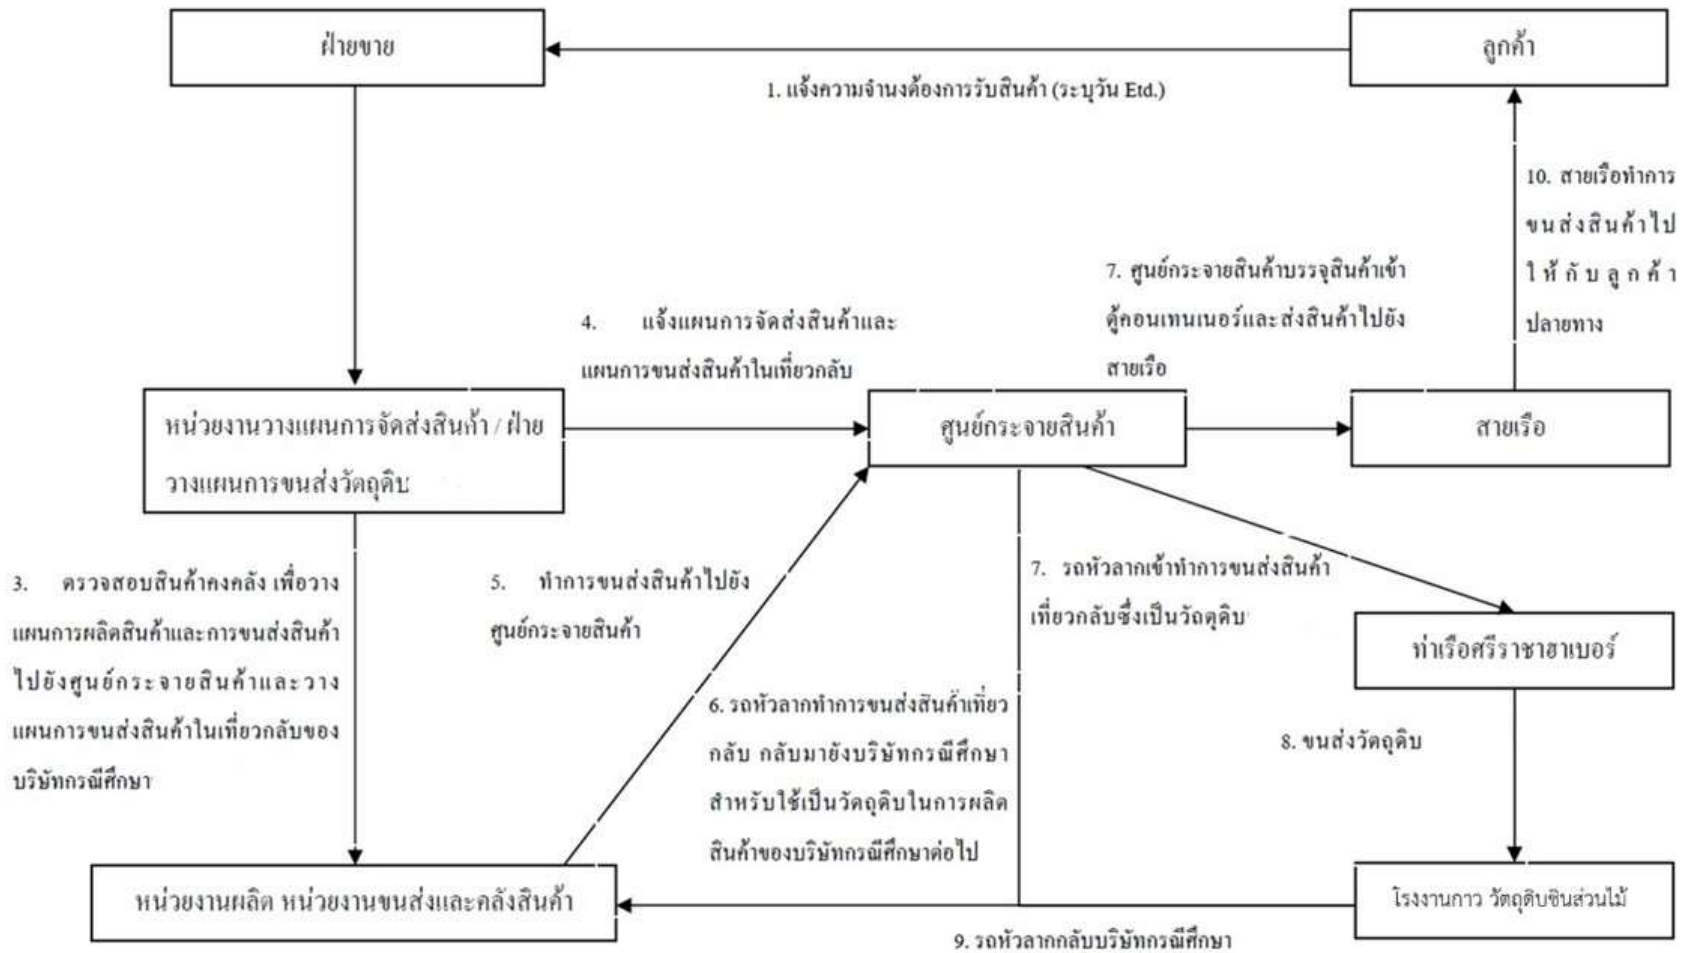 ฝ่ายขาย
ลูกค้า
1. แจ้งความจำนงต้องการรับสินค้า (ระบุวัน Etd.)
10. สายเรือทำการ
ขนส่งสินค้าไป
ให้กับลูกค้า
ปลายทาง
7. ศูนย์กระจายสินค้าบรรจุสินค้าเข้า
ตู้คอนเทนเนอร์และส่งสินค้าไปยัง
สายเรือ
4. แจ้งแผนการจัดส่งสินค้าและ
แผนการขนส่งสินค้าในเที่ยวกลับ
หน่วยงานวางแผนการจัดส่งสินค้า / ฝ่าย
วางแผนการขนส่งวัตถุดิบ
ศูนย์กระจายสินค้า
สายเรือ
3. ตรวจสอบสินค้าคงคลัง เพื่อวาง
แผนการผลิตสินค้าและการขนส่งสินค้า
ไปยังศูนย์กระจายสินค้าและวาง
แผนการขนส่งสินค้าในเที่ยวกลับของ
บริษัทกรณีศึกษา
5. ทำการขนส่งสินค้าไปยัง
ศูนย์กระจายสินค้า
7. รถหัวลากเข้าทำการขนส่งสินค้า
เที่ยวกลับซึ่งเป็นวัถตุดิบ
ท่าเรือศรีราชาฮาเบอร์
6. รถหัวลากทำการขนส่งสินค้าเที่ยว
กลับ กลับมายังบริษัทกรณีศึกษา
สำหรับใช้เป็นวัตถุดิบในการผลิต
สินค้าของบริษัทกรณีศึกษาต่อไป
8. ขนส่งวัตถุดิบ
หน่วยงานผลิต หน่วยงานขนส่งและคลังสินค้า
โรงงานกาว วัตถุดิบชินส่วนไม้
9. รถหัวลากกลับบริษัทกรณีศึกษา